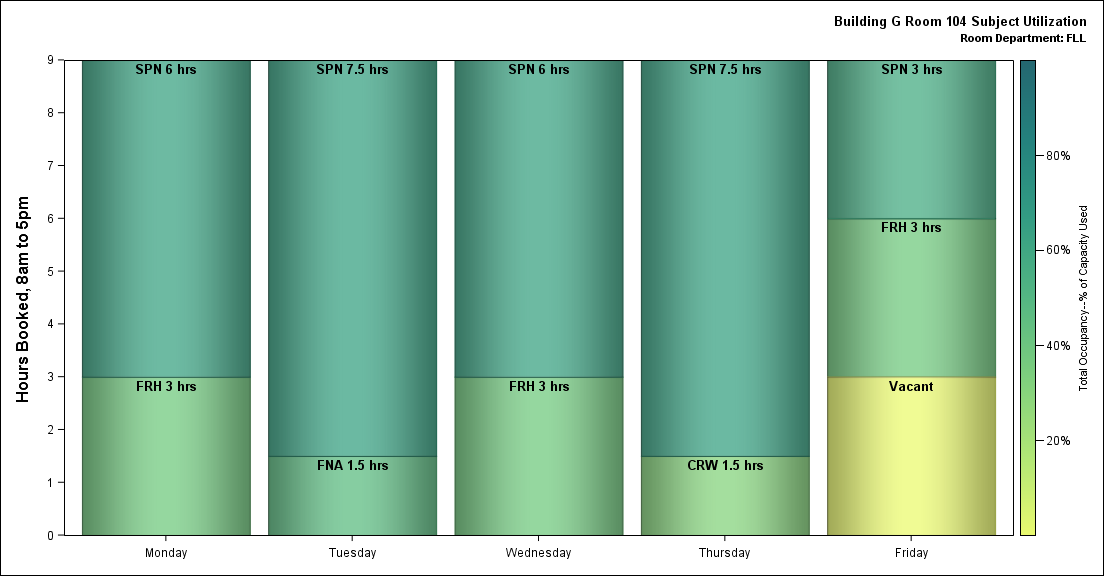 Building G Room 104 Subject Utilization
Room Department: FLL
Hours Booked, 8am to 5pm
9
8
7
6
5
4
3
2
1
0
SPN 6 hrs
FRH 3 hrs
SPN 7.5 hrs
FNA 1.5 hrs
SPN 6 hrs
FRH 3 hrs
SPN 7.5 hrs
CRW 1.5 hrs
SPN 3 hrs
FRH 3 hrs
Vacant
Monday
Tuesday
Wednesday
Thursday
Friday
80%
60%
40%
20%
Total Occupancy--% of Capacity Used